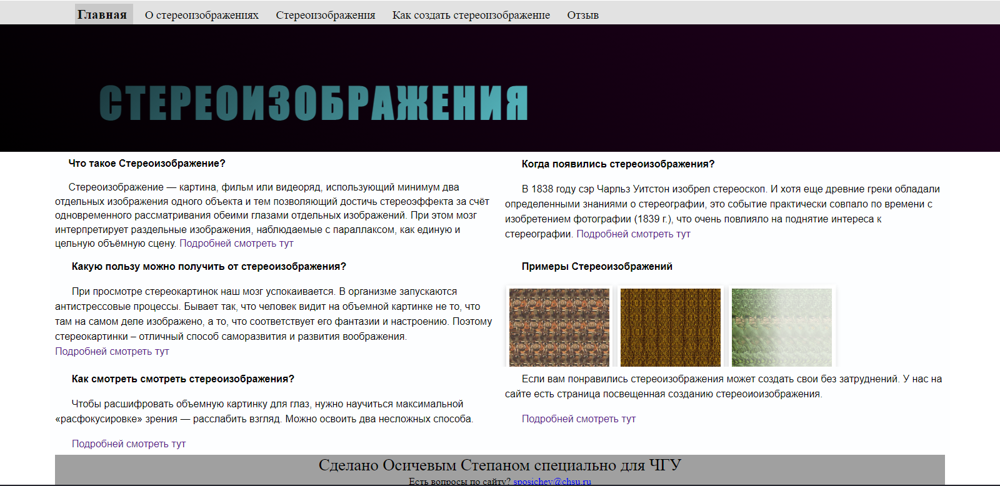 Главная О стереоизображениях Стереоизображения Как создать стереоизображение Отзыв
СТЕРЕОИЗОБРАЖЕНИЯ
Что такое Стереоизображение?
Стереоизображение — картина, фильм или видеоряд, использующий минимум два
отдельных изображения одного объекта и тем позволяющий достичь стереоэффекта за счёт
одновременного рассматривания обеими глазами отдельных изображений. При этом мозг
интерпретирует раздельные изображения, наблюдаемые с параллаксом, как единую и
цельную объёмную сцену. Подробней смотреть тут
Когда появились стереоизображения?
В 1838 году сэр Чарльз Уитстон изобрел стереоскоп. И хотя еще древние греки обладали
определенными знаниями о стереографии, это событие практически совпало по времени с
изобретением фотографии (1839 г.), что очень повлияло на поднятие интереса к
стереографии. Подробней смотреть тут
Какую пользу можно получить от стереоизображения?
При просмотре стереокартинок наш мозг успокаивается. В организме запускаются
антистрессовые процессы. Бывает так, что человек видит на объемной картинке не то, что
там на самом деле изображено, а то, что соответствует его фантазии и настроению. Поэтому
стереокартинки – отличный способ саморазвития и развития воображения.
Подробней смотреть тут
Примеры Стереоизображений
Как смотреть смотреть стереоизображения?
Чтобы расшифровать объемную картинку для глаз, нужно научиться максимальной
«расфокусировке» зрения — расслабить взгляд. Можно освоить два несложных способа.
Подробней смотреть тут
Если вам понравились стереоизображения может создать свои без затруднений. У нас на
сайте есть страница посвещенная созданию стереоиоизображения.
Подробней смотреть тут
Сделано Осичевым Степаном специально для ЧГУ
Есть вопросы по сайту? sposichev@chsu.ru